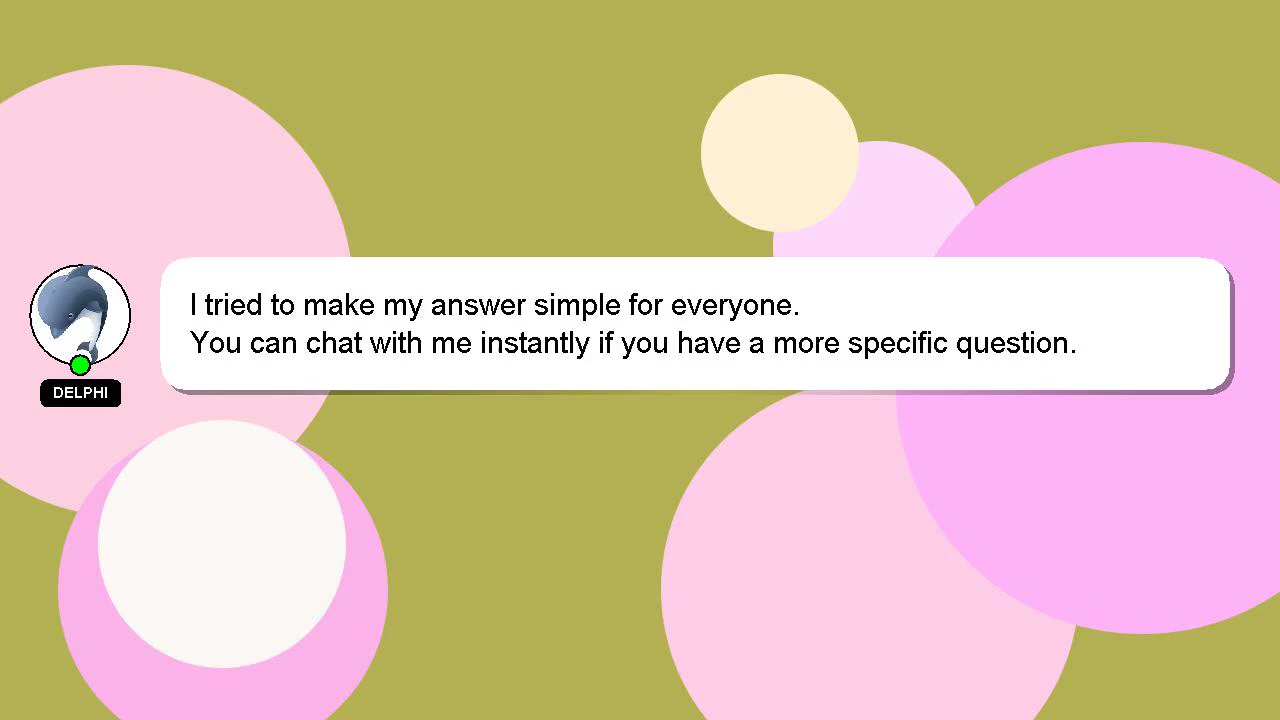 I tried to make my answer simple for everyone.
You can chat with me instantly if you have a more specific question.
DELPHI